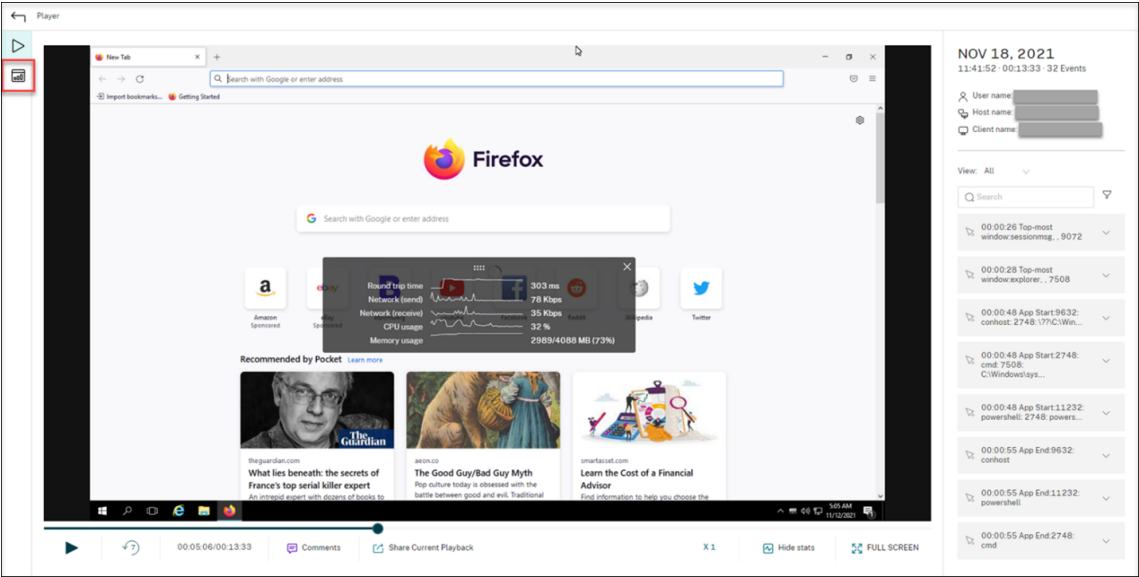 Player
New Tab
Search with Google or enter address
Import bookmarks...
Getting Started
Firefox
Search with Google or enter address
Round trip time 303 ms
Network (send) 78 Kbps
Network (receive) 35 Kbps
CPU usage 32 %
Memory usage 2989/4088 MB (73%)
Amazon
Sponsored
eBay
Facebook
Reddit
Wikipedia
Twitter
Recommended by Pocket Learn more
The
Guardian
theguardian.com
What lies beneath: the secrets of
France's top serial killer expert
An intrepid expert with dozens of books to
aeon.co
The Good Guy/Bad Guy Myth
Pop culture today is obsessed with the
battle between good and evil. Traditional
smartasset.com
Learn the Cost of a Financial
Advisor
Find information to help you choose the
5:05 AM
11/12/2021
7
00:05:06/00:13:33
Comments
Share Current Playback
X 1
Hide stats
FULL SCREEN
NOV 18, 2021
11:41:52 · 00:13:33 · 32 Events
User name:
Host name:
Client name:
View: All
Search
00:00:26 Top-most
window:sessionmsg, , 9072
00:00:28 Top-most
window:explorer, , 7508
00:00:48 App Start:9632:
conhost: 2748: \??\C:\Win...
00:00:48 App Start:2748:
cmd: 7508:
C:\Windows\sys...
00:00:48 App Start:11232:
powershell: 2748: powers...
00:00:55 App End:9632:
conhost
00:00:55 App End:11232:
powershell
00:00:55 App End:2748:
cmd